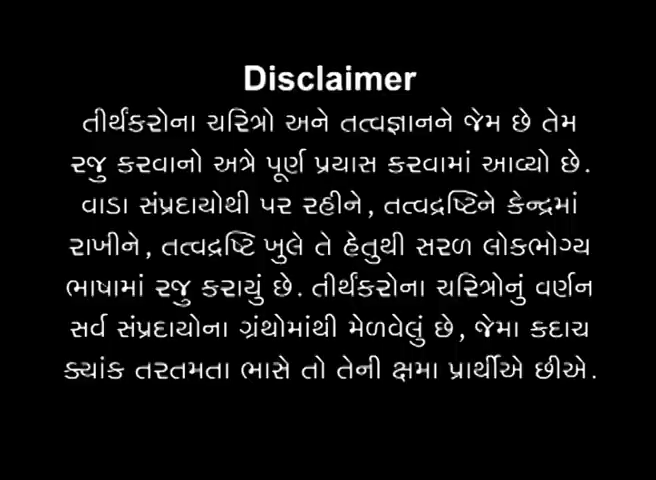 Disclaimer
તીર્થંકરોના ચરિત્રો અને તત્વજ્ઞાનને જેમ છે તેમ
રજુ કરવાનો અત્રે પૂર્ણ પ્રયાસ કરવામાં આવ્યો છે.
વાડા સંપ્રદાયોથી પર રહીને, તત્વદ્રષ્ટિને કેન્દ્રમાં
રાખીને, તત્વદ્રષ્ટિ ખુલે તે હેતુથી સરળ લોકભોગ્ય
ભાષામાં રજુ કરાયું છે. તીર્થંકરોના ચરિત્રોનું વર્ણન
સર્વ સંપ્રદાયોના ગ્રંથોમાંથી મેળવેલું છે, જેમા કદાચ
ક્યાંક તરતમતા ભાસે તો તેની ક્ષમા પ્રાર્થીએ છીએ.